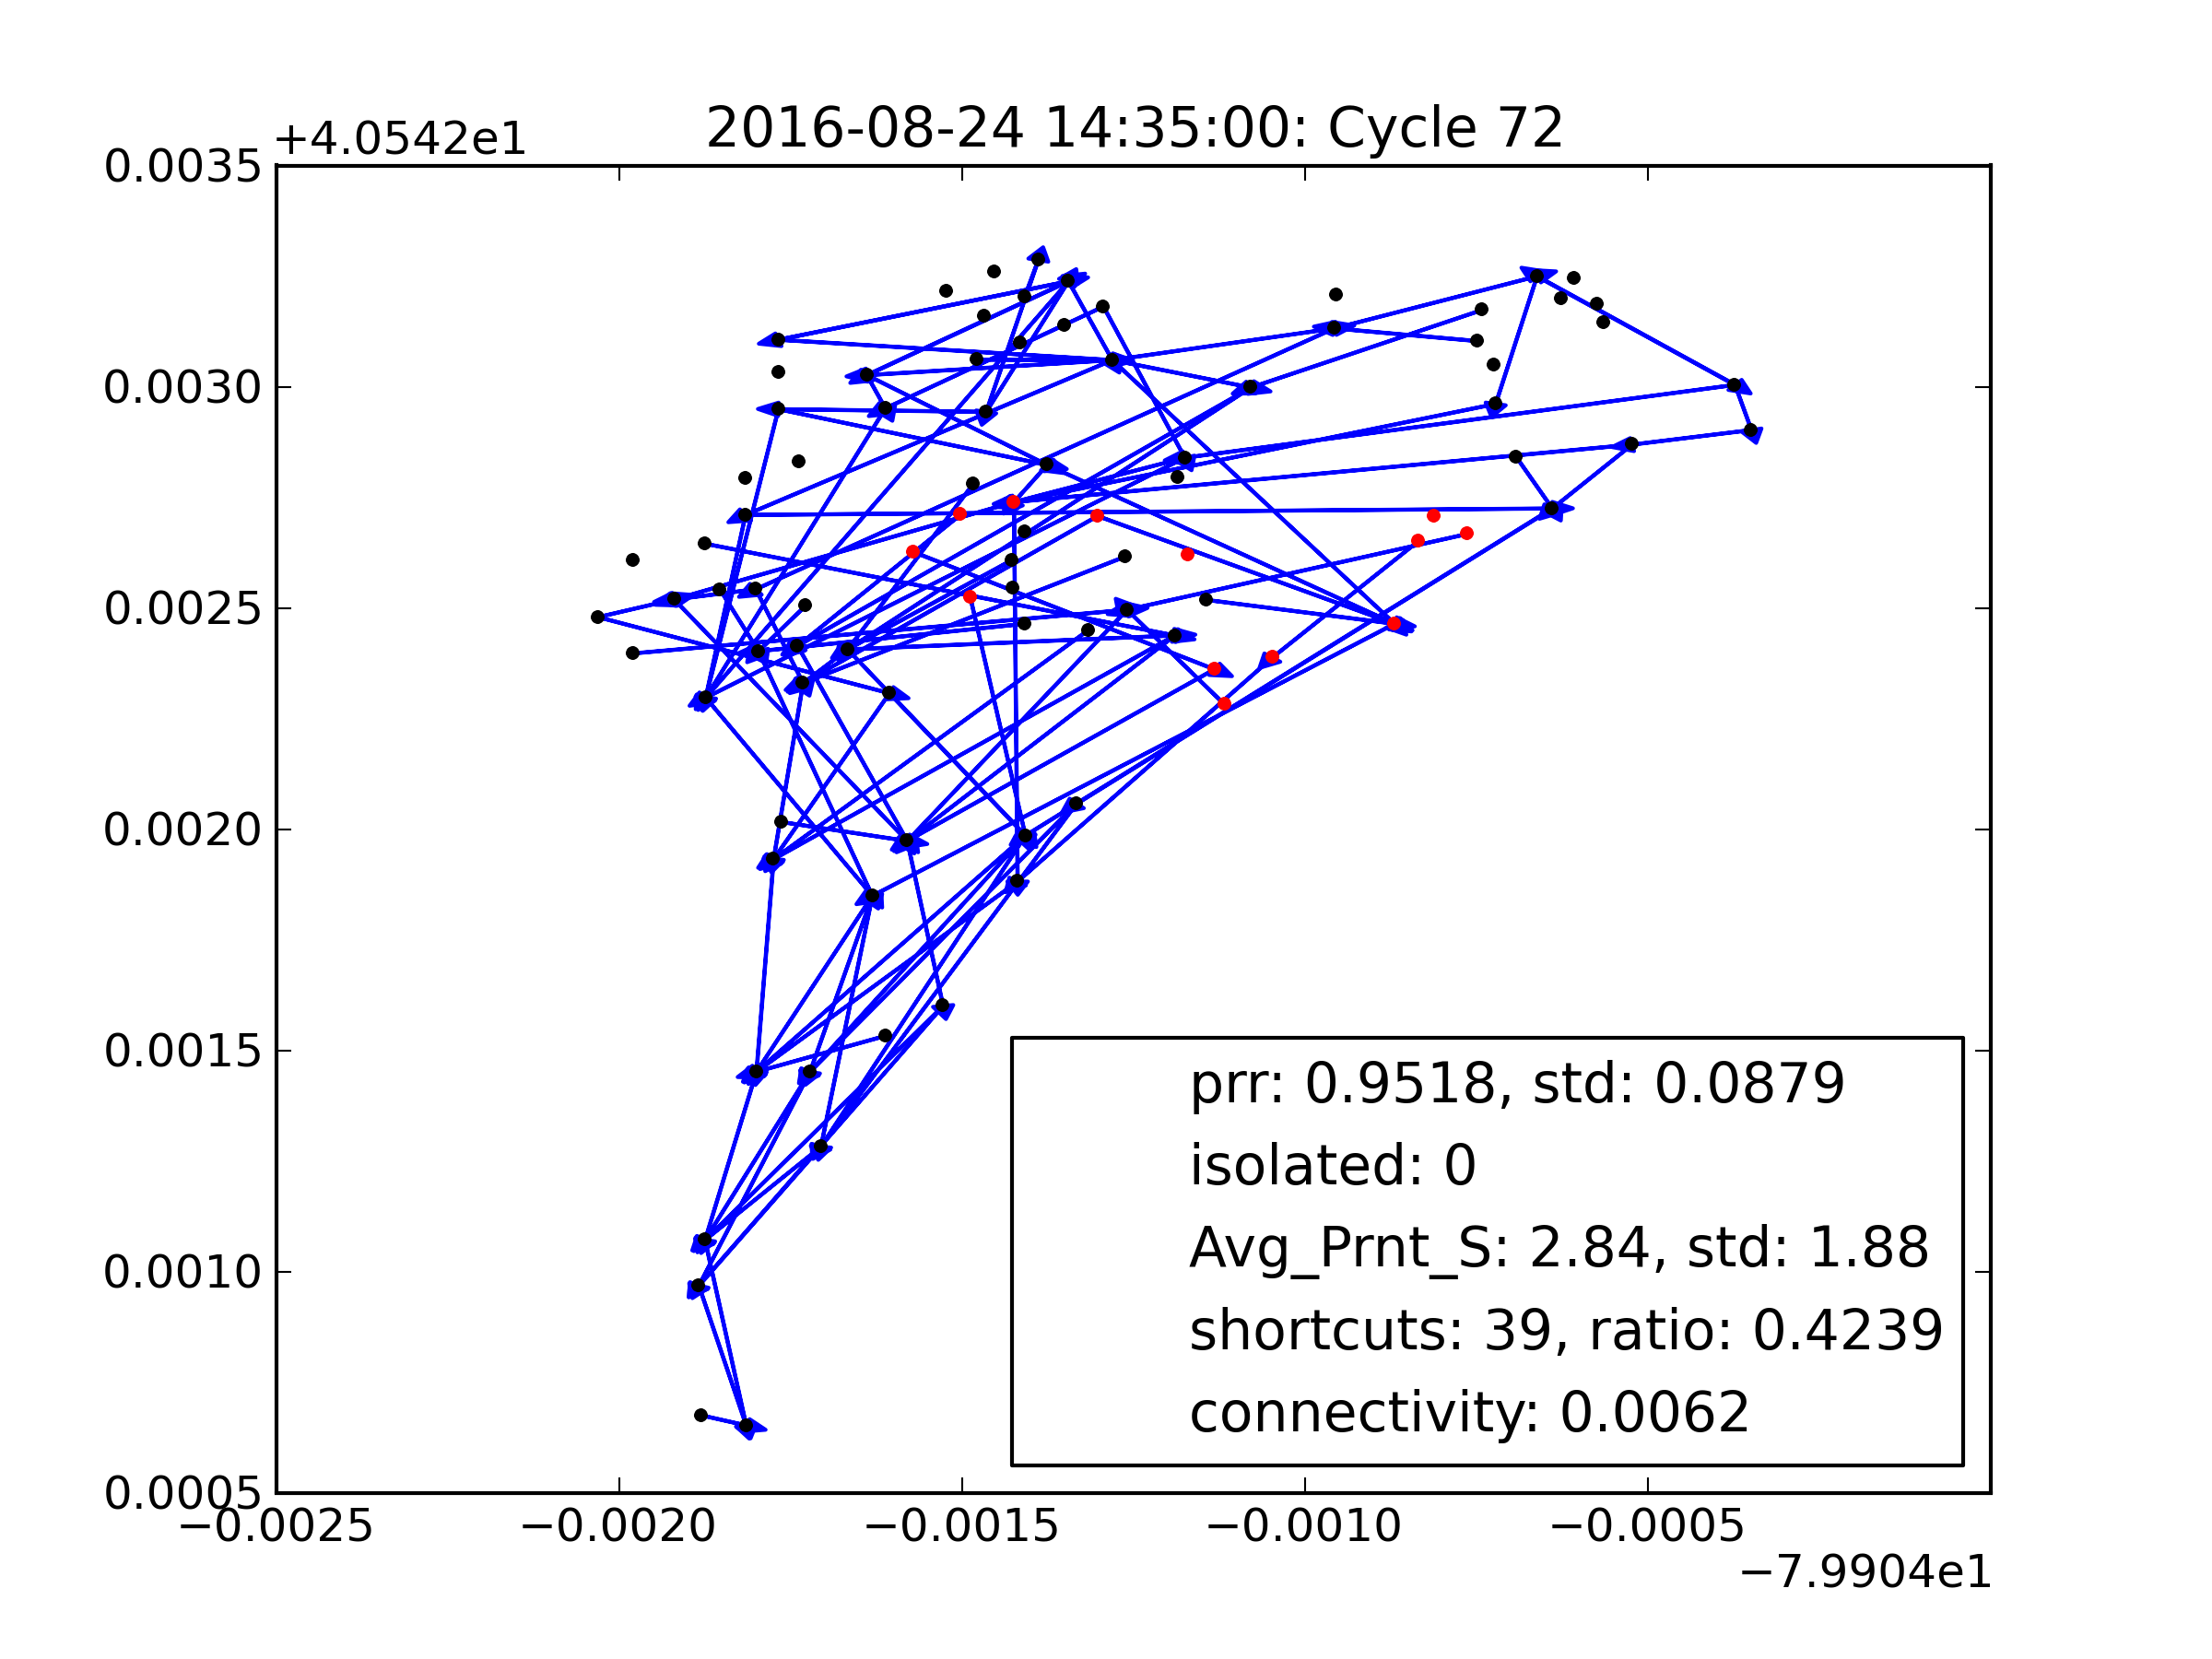 2016-08-24 14:35:00: Cycle 72
+4.0542e1
0.0035
0.0030
0.0025
0.0020
0.0015
0.0010
0.0005
prr: 0.9518, std: 0.0879
isolated: 0
Avg_Prnt_S: 2.84, std: 1.88
shortcuts: 39, ratio: 0.4239
connectivity: 0.0062
−0.0025 −0.0020 −0.0015 −0.0010 −0.0005
−7.9904e1